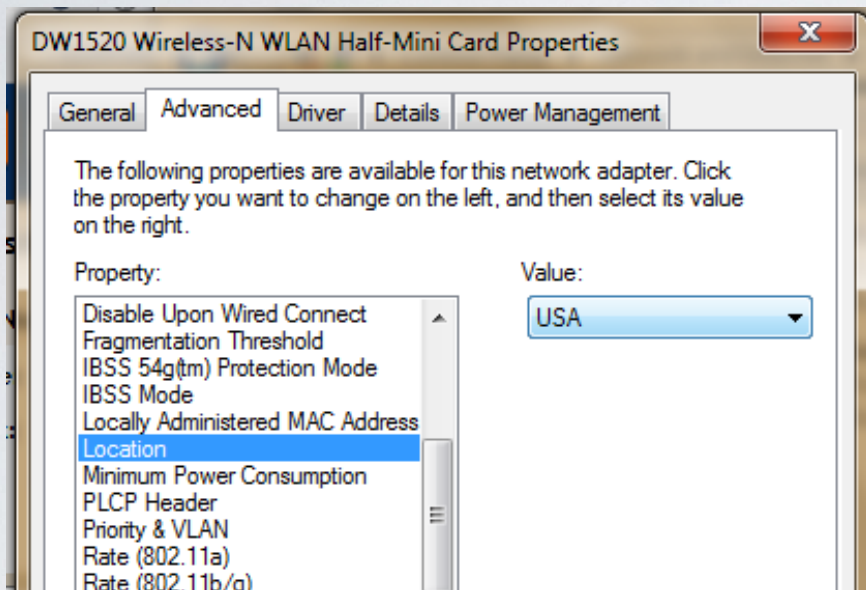 DW1520 Wireless-N WLAN Half-Mini Card Properties
General Advanced Driver Details Power Management
The following properties are available for this network adapter. Click
the property you want to change on the left, and then select its value
on the right.
Property:
Value:
Disable Upon Wired Connect
USA
Fragmentation Threshold
IBSS 54g(tm) Protection Mode
IBSS Mode
Locally Administered MAC Address
Location
Minimum Power Consumption
PLCP Header
Priority & VLAN
Rate (802.11a)
Rate (802.11b/g)